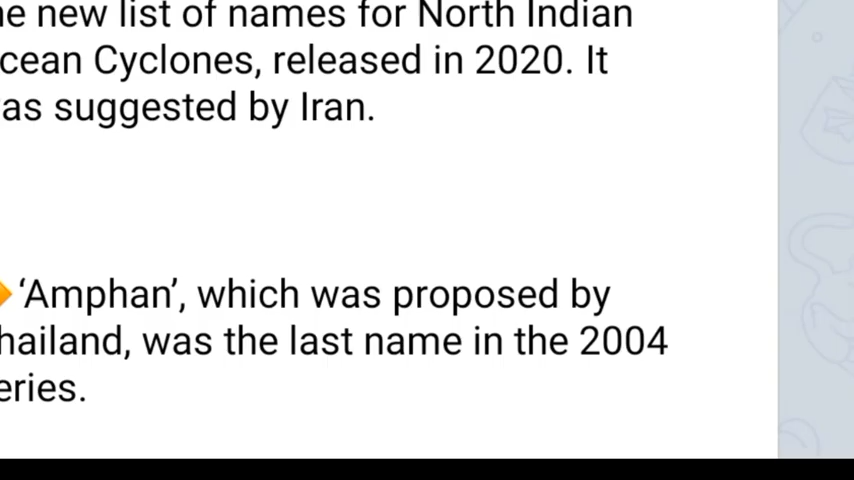 e new list of names for North Indian
cean Cyclones, released in 2020. It
as suggested by Iran.
‘Amphan’, which was proposed by
hailand, was the last name in the 2004
eries.